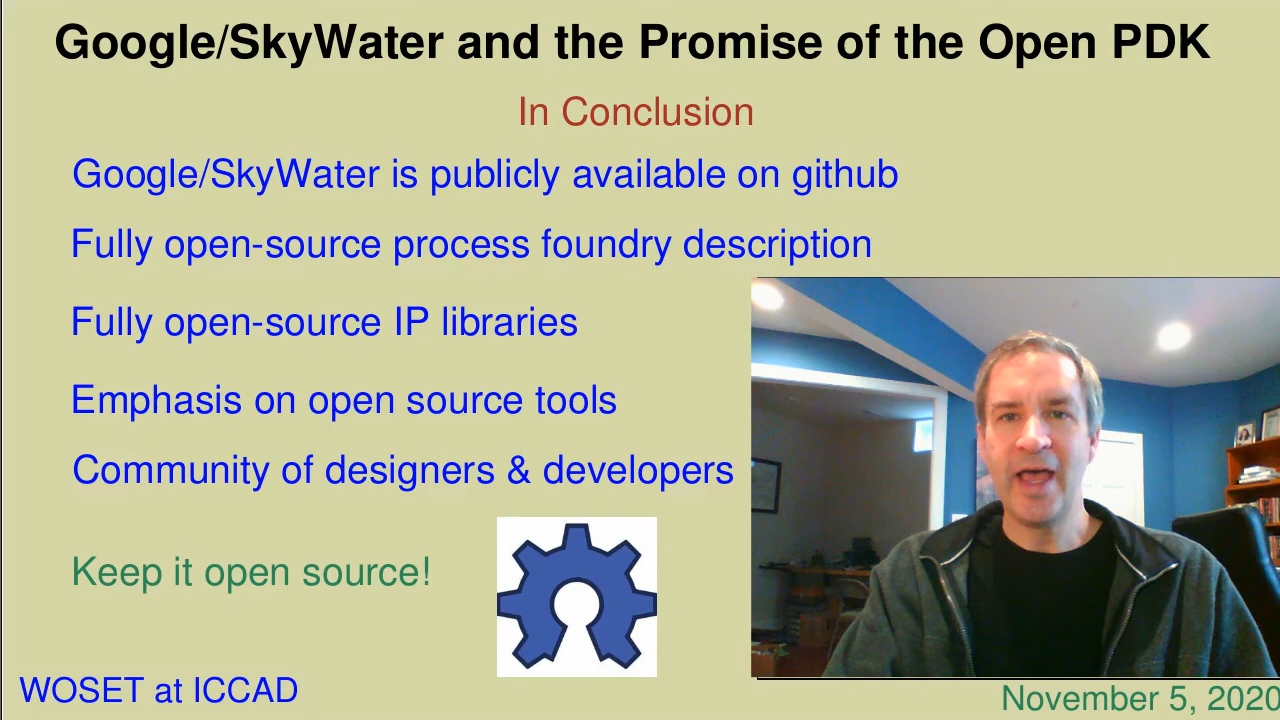 Google/SkyWater and the Promise of the Open PDK
In Conclusion
Google/SkyWater is publicly available on github
Fully open-source process foundry description
Fully open-source IP libraries
Emphasis on open source tools
Community of designers & developers
Keep it open source!
WOSET at ICCAD
November 5, 2020